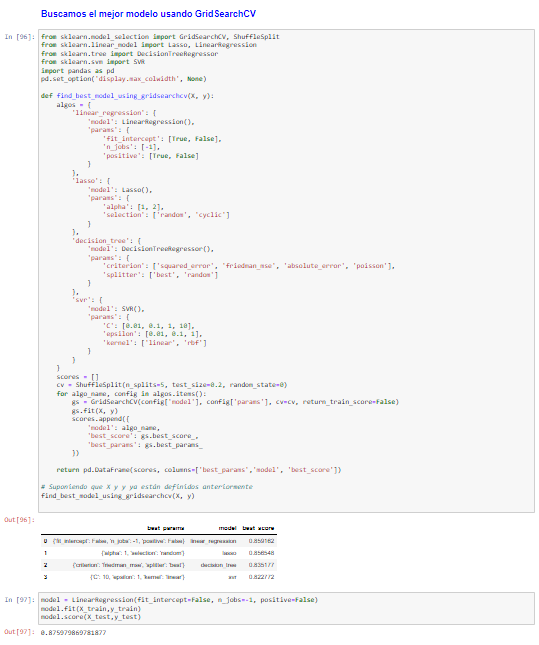 Buscamos el mejor modelo usando GridSearchCV
In [96]: from sklearn.model_selection import GridSearchCV, ShuffleSplit
from sklearn.linear_model import Lasso, LinearRegression
from sklearn.tree import DecisionTreeRegressor
from sklearn.svm import SVR
import pandas as pd
pd.set_option('display.max_colwidth', None)
def find_best_model_using_gridsearchcv(X, y):
algos = {
'linear_regression': {
'model': LinearRegression(),
'params': {
'fit_intercept': [True, False],
'n_jobs': [-1],
'positive': [True, False]
}
},
'lasso': {
'model': Lasso(),
'params': {
'alpha': [1, 2],
'selection': ['random', 'cyclic']
}
},
'decision_tree': {
'model': DecisionTreeRegressor(),
'params': {
'criterion': ['squared_error', 'friedman_mse', 'absolute_error', 'poisson'],
'splitter': ['best', 'random']
}
},
'svr': {
'model': SVR(),
'params': {
'C': [0.01, 0.1, 1, 10],
'epsilon': [0.01, 0.1, 1],
'kernel': ['linear', 'rbf']
}
}
}
scores = []
cv = ShuffleSplit(n_splits=5, test_size=0.2, random_state=0)
for algo_name, config in algos.items():
gs = GridSearchCV(config['model'], config['params'], cv=cv, return_train_score=False)
gs.fit(X, y)
scores.append({
'model': algo_name,
'best_score': gs.best_score_,
'best_params': gs.best_params_
})
return pd.DataFrame(scores, columns=['best_params','model', 'best_score'])
# Suponiendo que X y y ya están definidos anteriormente
find_best_model_using_gridsearchcv(X, y)
Out[96]:
best_params model best_score
0 {'fit_intercept': False, 'n_jobs': -1, 'positive': False} linear_regression 0.859162
1 {'alpha': 1, 'selection': 'random'} lasso 0.856548
2 {'criterion': 'friedman_mse', 'splitter': 'best'} decision_tree 0.835177
3 {'C': 10, 'epsilon': 1, 'kernel': 'linear'} svr 0.822772
In [97]: model = LinearRegression(fit_intercept=False, n_jobs=-1, positive=False)
model.fit(X_train,y_train)
model.score(X_test,y_test)
Out[97]: 0.875979869781877